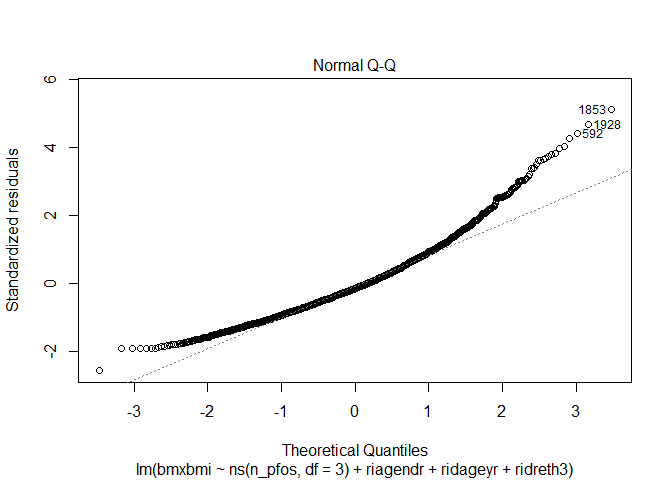 Normal Q-Q
6
4
2
0
-2
Standardized residuals
1853
1928
592
-3 -2 -1 0 1 2 3
Theoretical Quantiles
lm(bmxbmi ~ ns(n_pfos, df = 3) + riagendr + ridageyr + ridreth3)